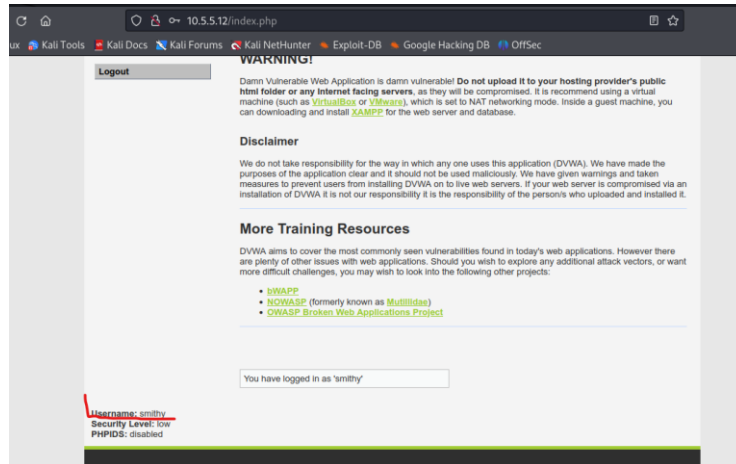 10.5.5.12/index.php
ux Kali Tools Kali Docs Kali Forums Kali NetHunter Exploit-DB Google Hacking DB OffSec
Logout
WARNING!
Damn Vulnerable Web Application is damn vulnerable! Do not upload it to your hosting provider's public
html folder or any Internet facing servers, as they will be compromised. It is recommend using a virtual
machine (such as VirtualBox or VMware), which is set to NAT networking mode. Inside a guest machine, you
can downloading and install XAMPP for the web server and database.
Disclaimer
We do not take responsibility for the way in which any one uses this application (DVWA). We have made the
purposes of the application clear and it should not be used maliciously. We have given warnings and taken
measures to prevent users from installing DVWA on to live web servers. If your web server is compromised via an
installation of DVWA it is not our responsibility it is the responsibility of the person/s who uploaded and installed it.
More Training Resources
DVWA aims to cover the most commonly seen vulnerabilities found in today's web applications. However there
are plenty of other issues with web applications. Should you wish to explore any additional attack vectors, or want
more difficult challenges, you may wish to look into the following other projects:
• bWAPP
• NOWASP (formerly known as Mutillidae)
• OWASP Broken Web Applications Project
You have logged in as 'smithy'
Username: smithy
Security Level: low
PHPIDS: disabled